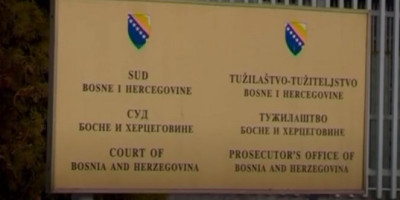 SUD
BOSNE I HERCEGOVINE
СУД
БОСНЕ И ХЕРЦЕГОВИНЕ
COURT OF
BOSNIA AND HERZEGOVINA
TUŽILAŠTVO-TUŽITELJSTVO
BOSNE I HERCEGOVINE
ТУЖИЛАШТВО
БОСНЕ И ХЕРЦЕГОВИНЕ
PROSECUTOR'S OFFICE OF
BOSNIA AND HERZEGOVINA